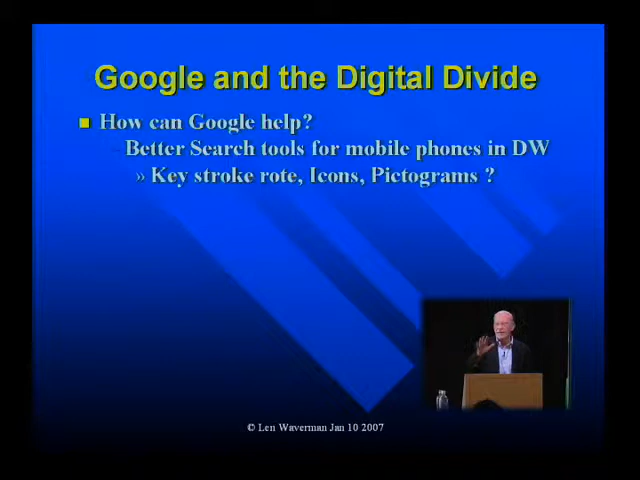 Google and the Digital Divide
How can Google help?
– Better Search tools for mobile phones in DW
» Key stroke rote, Icons, Pictograms ?
© Len Waverman Jan 10 2007